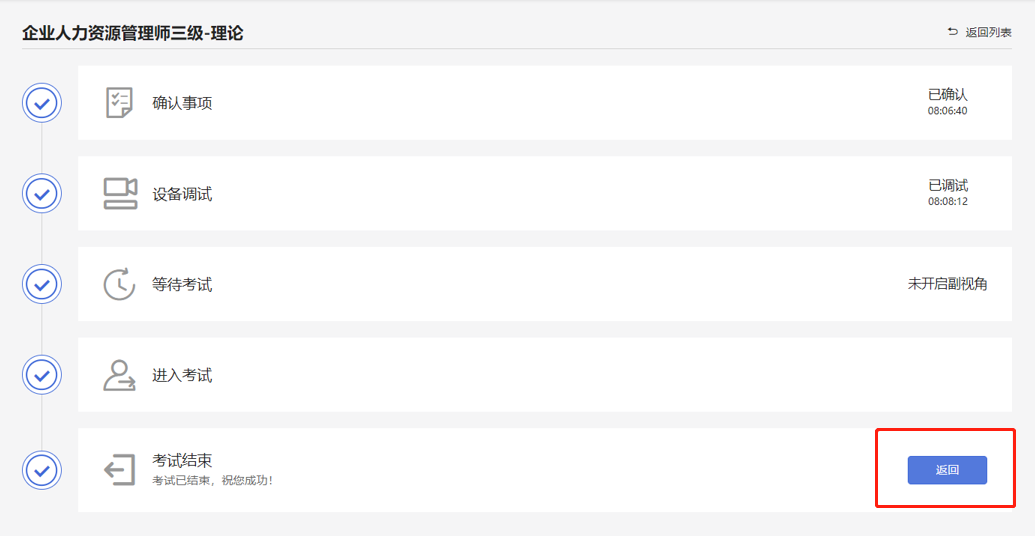 企业人力资源管理师三级-理论
返回列表
确认事项
已确认
08:06:40
设备调试
已调试
08:08:12
等待考试
未开启副视角
进入考试
考试结束
考试已结束，祝您成功！
返回